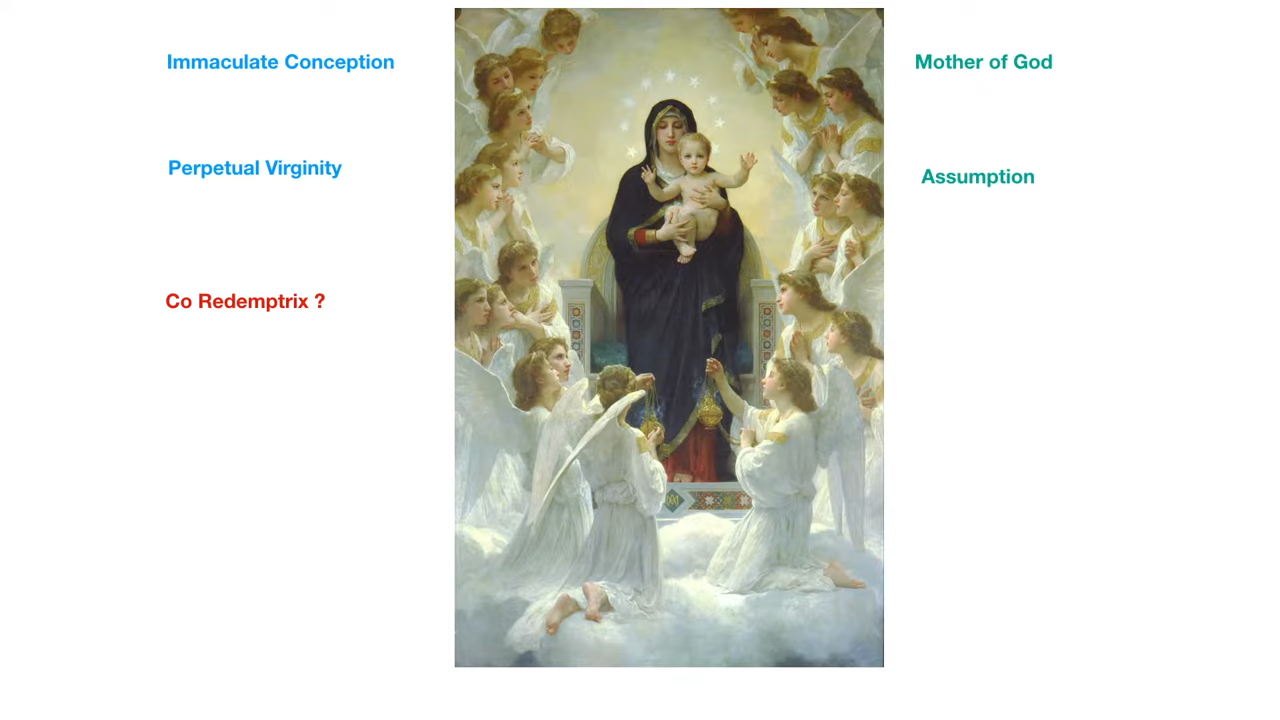 Immaculate Conception
Perpetual Virginity
Co Redemptrix ?
Mother of God
Assumption